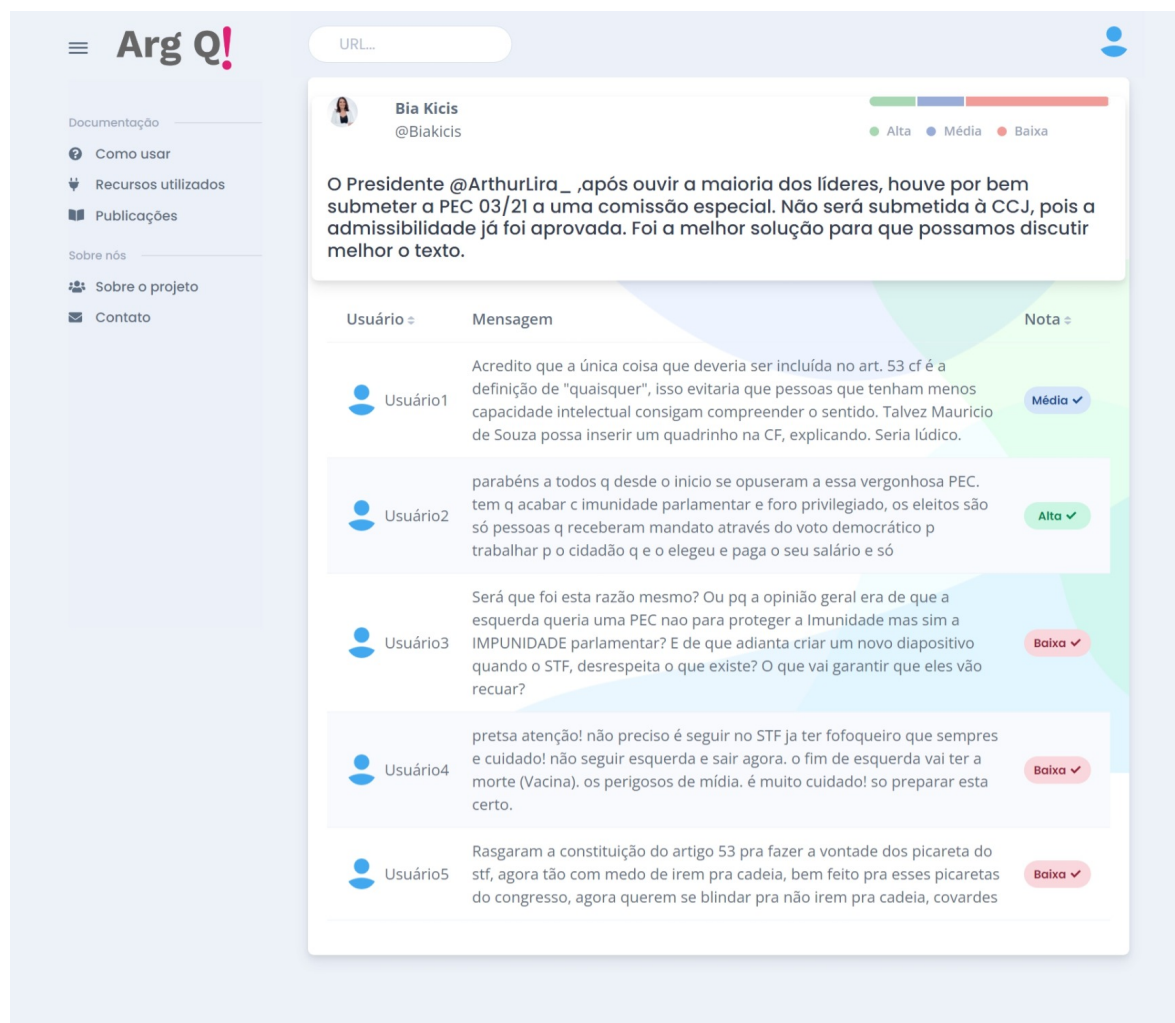 Arg Q!
URL...
Documentação
Como usar
Recursos utilizados
Publicações
Sobre nós
Sobre o projeto
Contato
Bia Kicis
@Biakicis
Alta Média Baixa
O Presidente @ArthurLira_ ,após ouvir a maioria dos líderes, houve por bem
submeter a PEC 03/21 a uma comissão especial. Não será submetida à CCJ, pois a
admissibilidade já foi aprovada. Foi a melhor solução para que possamos discutir
melhor o texto.
Usuário Mensagem Nota
Acredito que a única coisa que deveria ser incluída no art. 53 cf é a
definição de "quaisquer", isso evitaria que pessoas que tenham menos
Usuário1 capacidade intelectual consigam compreender o sentido. Talvez Mauricio Média
de Souza possa inserir um quadrinho na CF, explicando. Seria lúdico.
parabéns a todos q desde o inicio se opuseram a essa vergonhosa PEC.
tem q acabar c imunidade parlamentar e foro privilegiado, os eleitos são
Usuário2 só pessoas q receberam mandato através do voto democrático p Alta
trabalhar p o cidadão q e o elegeu e paga o seu salário e só
Será que foi esta razão mesmo? Ou pq a opinião geral era de que a
esquerda queria uma PEC nao para proteger a Imunidade mas sim a
Usuário3 IMPUNIDADE parlamentar? E de que adianta criar um novo diapositivo Baixa
quando o STF, desrespeita o que existe? O que vai garantir que eles vão
recuar?
pretsa atenção! não preciso é seguir no STF ja ter fofoqueiro que sempres
e cuidado! não seguir esquerda e sair agora. o fim de esquerda vai ter a
Usuário4 morte (Vacina). os perigosos de mídia. é muito cuidado! so preparar esta Baixa
certo.
Rasgaram a constituição do artigo 53 pra fazer a vontade dos picareta do
Usuário5 stf, agora tão com medo de irem pra cadeia, bem feito pra esses picaretas Baixa
do congresso, agora querem se blindar pra não irem pra cadeia, covardes